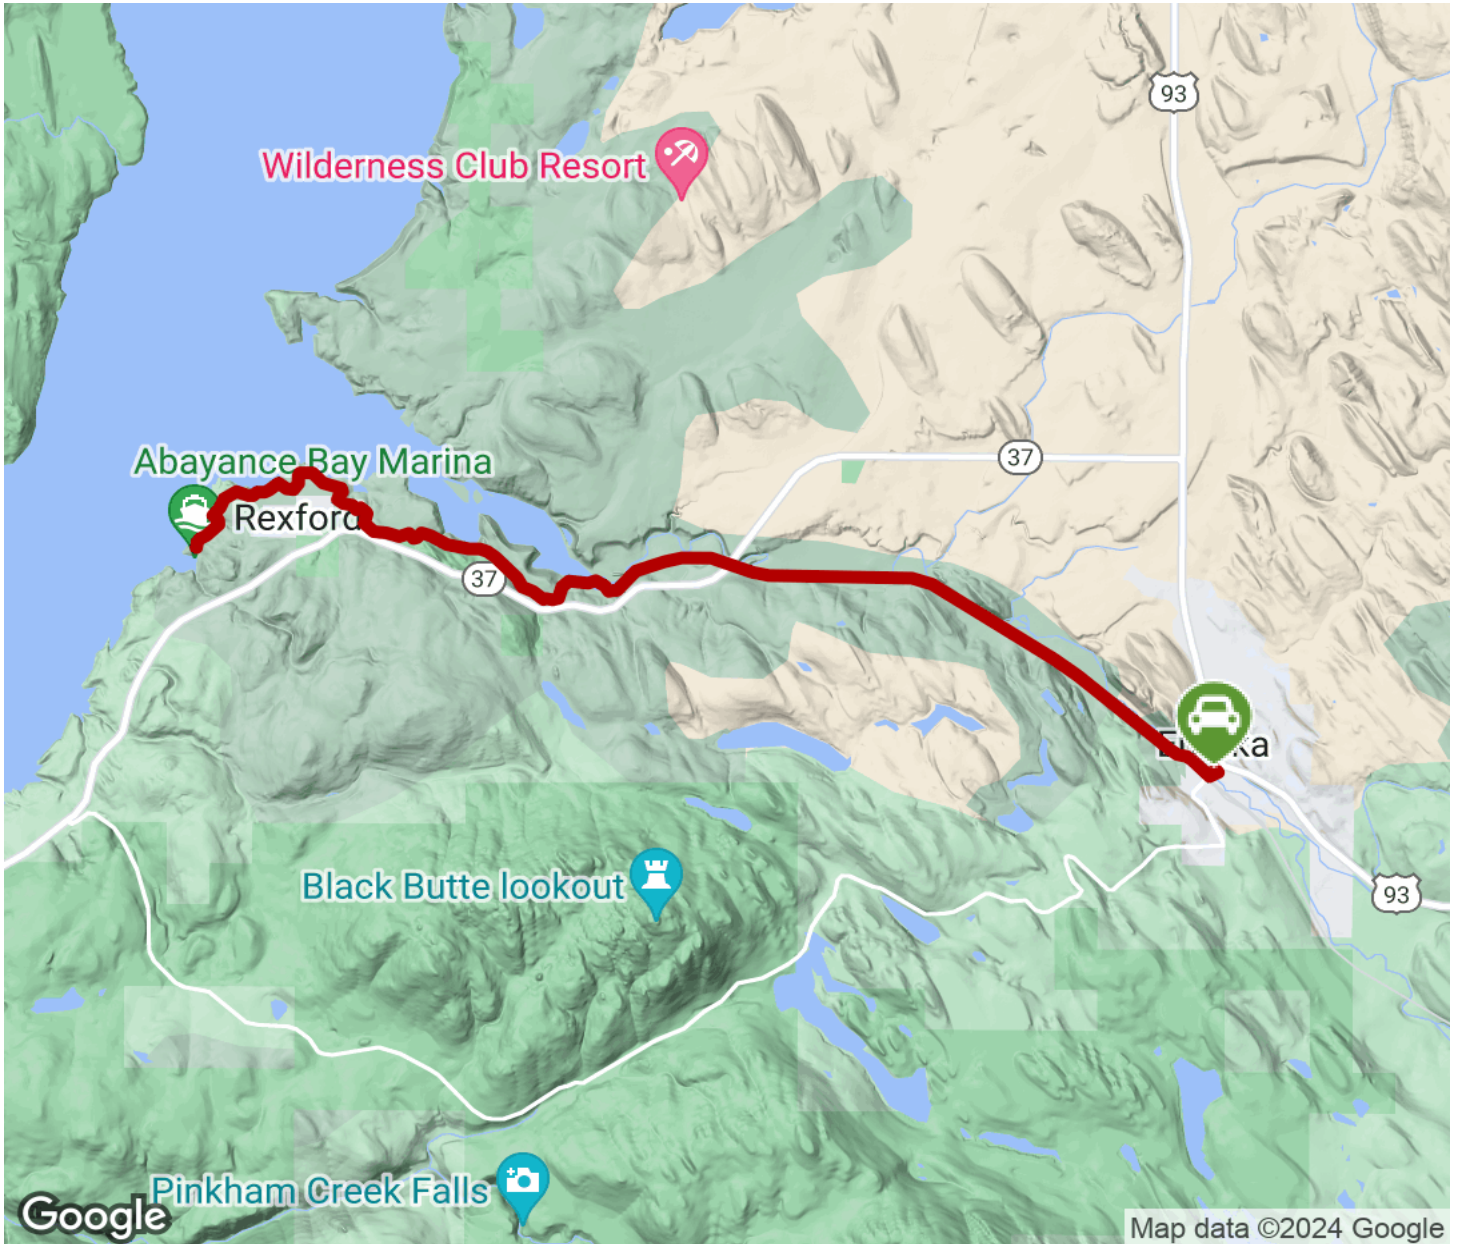 93
Wilderness Club Resort
37
Abayance Bay Marina
Rexford
37
Black Butte lookout
93
Pinkham Creek Falls
Google
Map data ©2024 Google